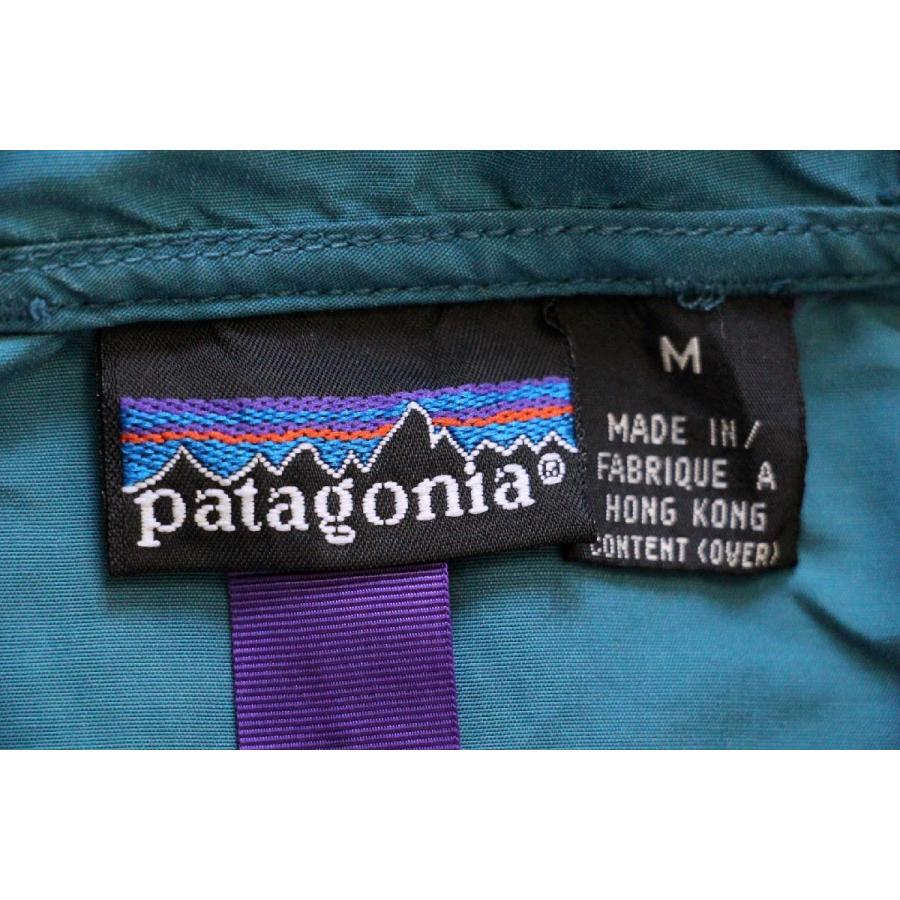 patagonia®
M
MADE IN/
FABRIQUE A
HONG KONG
CONTENT (OVER)